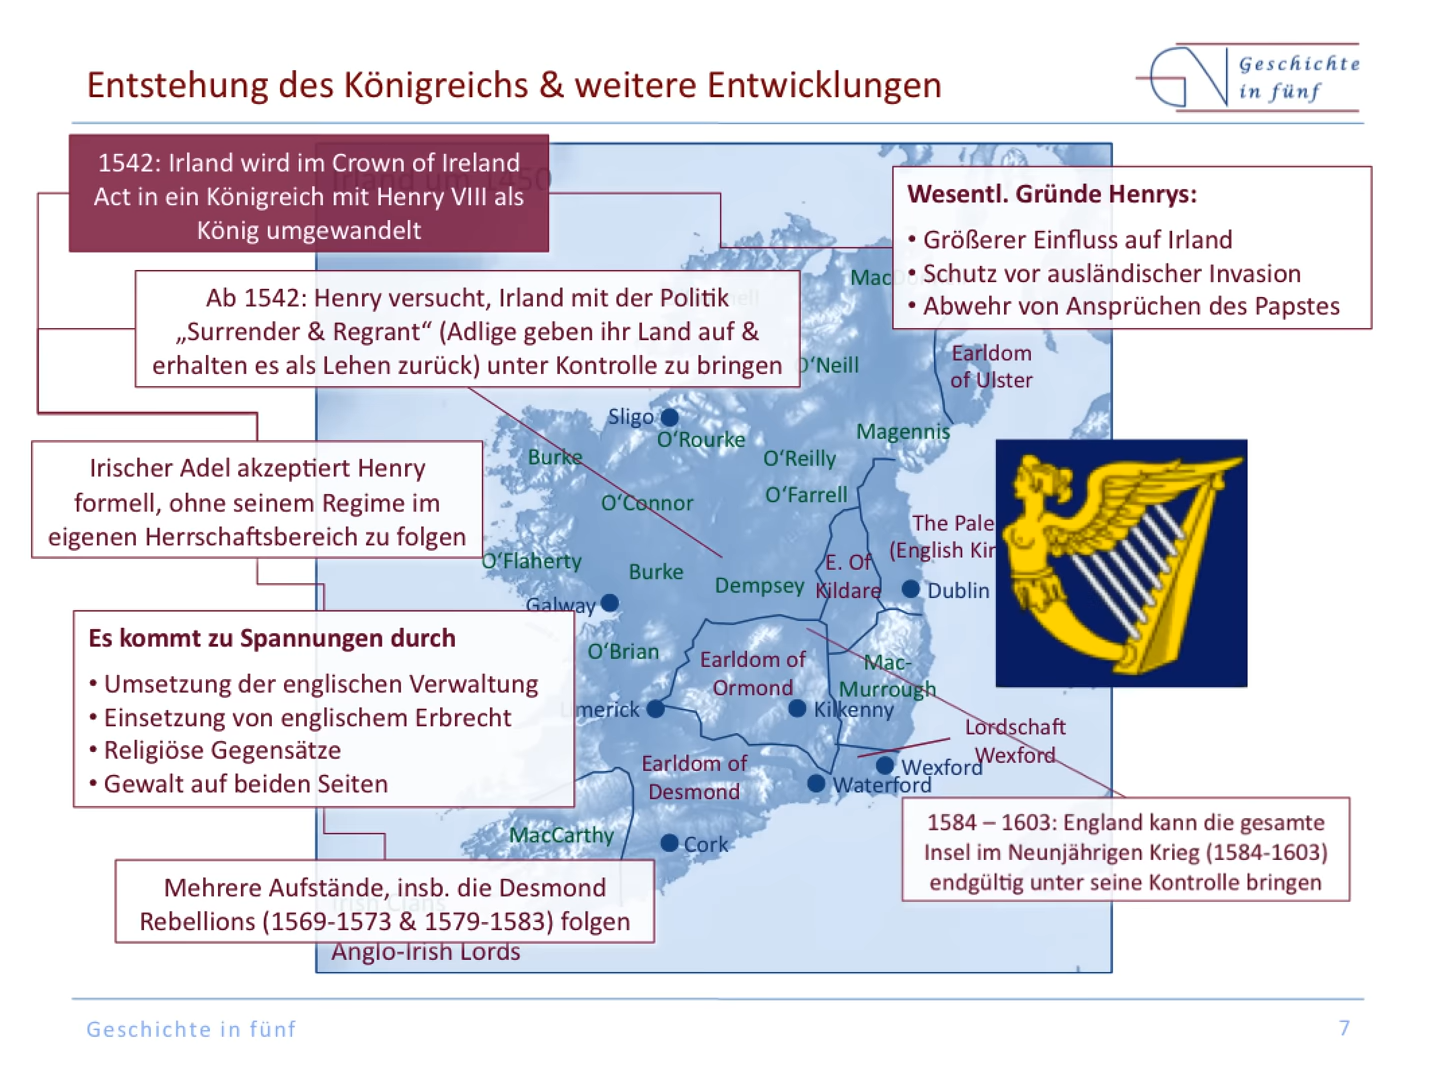 Entstehung des Königreichs & weitere Entwicklungen
Geschichte
in fünf
1542: Irland wird im Crown of Ireland
Act in ein Königreich mit Henry VIII als
König umgewandelt
Wesentl. Gründe Henrys:
• Größerer Einfluss auf Irland
• Schutz vor ausländischer Invasion
• Abwehr von Ansprüchen des Papstes
Ab 1542: Henry versucht, Irland mit der Politik
„Surrender & Regrant“ (Adlige geben ihr Land auf &
erhalten es als Lehen zurück) unter Kontrolle zu bringen
O‘Neill
Earldom
of Ulster
Sligo
O‘Rourke
Magennis
Burke
O‘Reilly
O‘Connor
O‘Farrell
Irischer Adel akzeptiert Henry
formell, ohne seinem Regime im
eigenen Herrschaftsbereich zu folgen
The Pale
(English
E. Of
Kildare
O‘Flaherty
Burke
Dempsey
Dublin
Galway
Es kommt zu Spannungen durch
• Umsetzung der englischen Verwaltung
• Einsetzung von englischem Erbrecht
• Religiöse Gegensätze
• Gewalt auf beiden Seiten
O‘Brian
Earldom of
Ormond
Mac-
Murrough
imerick
Kilkenny
Lordschaft
Wexford
Earldom of
Desmond
Wexford
Waterford
MacCarthy
Cork
1584 – 1603: England kann die gesamte
Insel im Neunjährigen Krieg (1584-1603)
endgültig unter seine Kontrolle bringen
Mehrere Aufstände, insb. die Desmond
Rebellions (1569-1573 & 1579-1583) folgen
Irish Clans
Anglo-Irish Lords
Geschichte in fünf
7